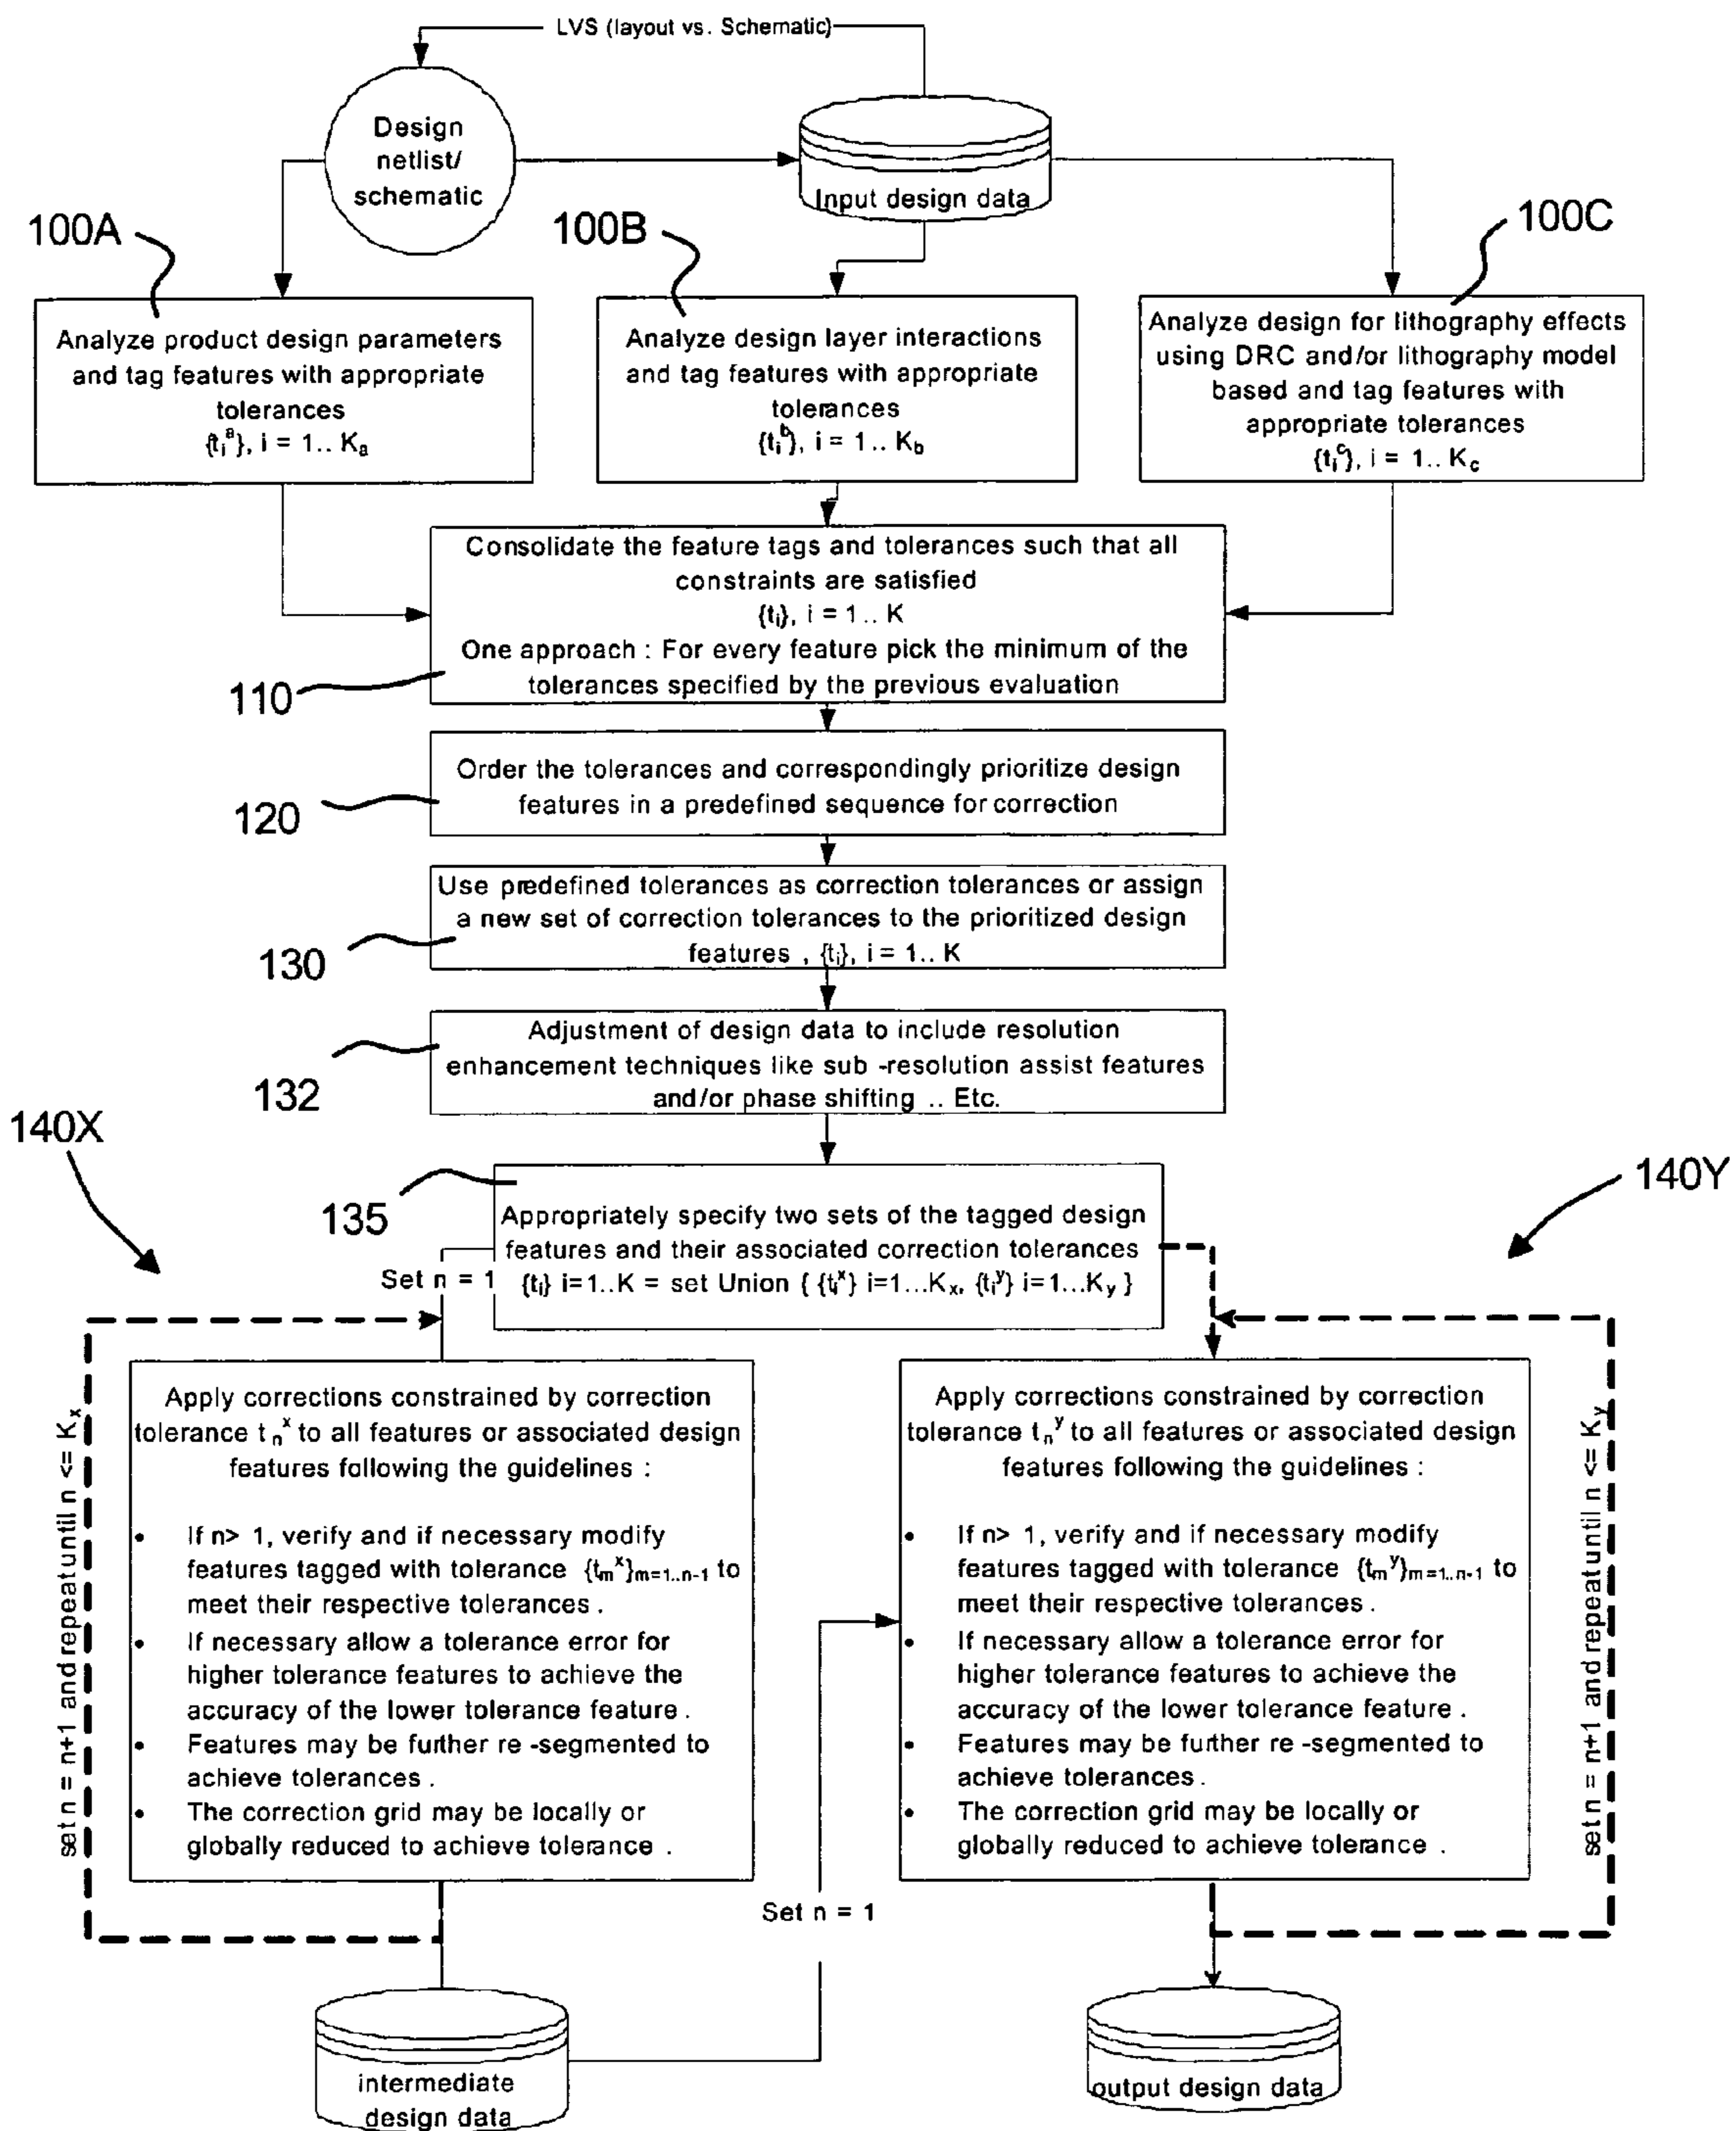 LVS (layout vs. Schematic)
Design
netlist/
schematic
Input design data
100A
100B
100C
Analyze product design parameters
and tag features with appropriate
tolerances
{t_i^a}, i = 1.. K_a
Analyze design layer interactions
and tag features with appropriate
tolerances
{t_i^b}, i = 1.. K_b
Analyze design for lithography effects
using DRC and/or lithography model
based and tag features with
appropriate tolerances
{t_i^c}, i = 1.. K_c
Consolidate the feature tags and tolerances such that all
constraints are satisfied
{t_i}, i = 1.. K
One approach : For every feature pick the minimum of the
tolerances specified by the previous evaluation
110
Order the tolerances and correspondingly prioritize design
features in a predefined sequence for correction
120
Use predefined tolerances as correction tolerances or assign
a new set of correction tolerances to the prioritized design
features , {t_i}, i = 1.. K
130
Adjustment of design data to include resolution
enhancement techniques like sub -resolution assist features
and/or phase shifting .. Etc.
132
140X
140Y
135
Appropriately specify two sets of the tagged design
features and their associated correction tolerances
{t_i} i=1..K = set Union { {t_i^x} i=1...K_x, {t_i^y} i=1...K_y }
Set n = 1
set n = n+1 and repeat until n <= K_x
Apply corrections constrained by correction
tolerance t_n^x to all features or associated design
features following the guidelines :
• If n> 1, verify and if necessary modify
features tagged with tolerance {t_m^x}_m=1..n-1 to
meet their respective tolerances .
• If necessary allow a tolerance error for
higher tolerance features to achieve the
accuracy of the lower tolerance feature .
• Features may be further re -segmented to
achieve tolerances .
• The correction grid may be locally or
globally reduced to achieve tolerance .
Apply corrections constrained by correction
tolerance t_n^y to all features or associated design
features following the guidelines :
• If n> 1, verify and if necessary modify
features tagged with tolerance {t_m^y}_m=1..n-1 to
meet their respective tolerances .
• If necessary allow a tolerance error for
higher tolerance features to achieve the
accuracy of the lower tolerance feature .
• Features may be further re -segmented to
achieve tolerances .
• The correction grid may be locally or
globally reduced to achieve tolerance .
set n = n+1 and repeat until n <= K_y
Set n = 1
intermediate
design data
output design data